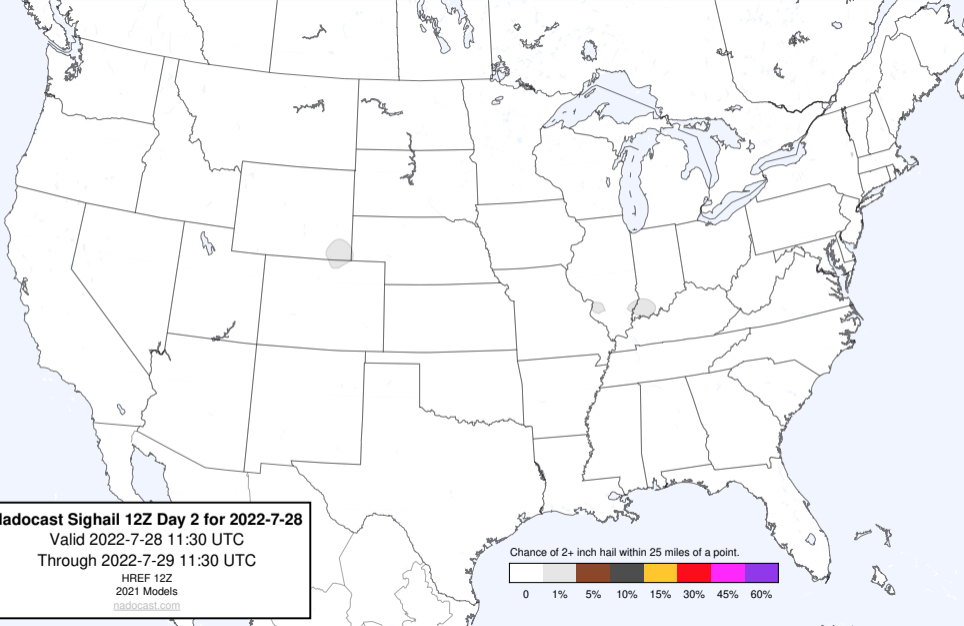 adocast Sighail 12Z Day 2 for 2022-7-28
Valid 2022-7-28 11:30 UTC
Through 2022-7-29 11:30 UTC
HREF 12Z
2021 Models
nadocast.com
Chance of 2+ inch hail within 25 miles of a point.
0 1% 5% 10% 15% 30% 45% 60%